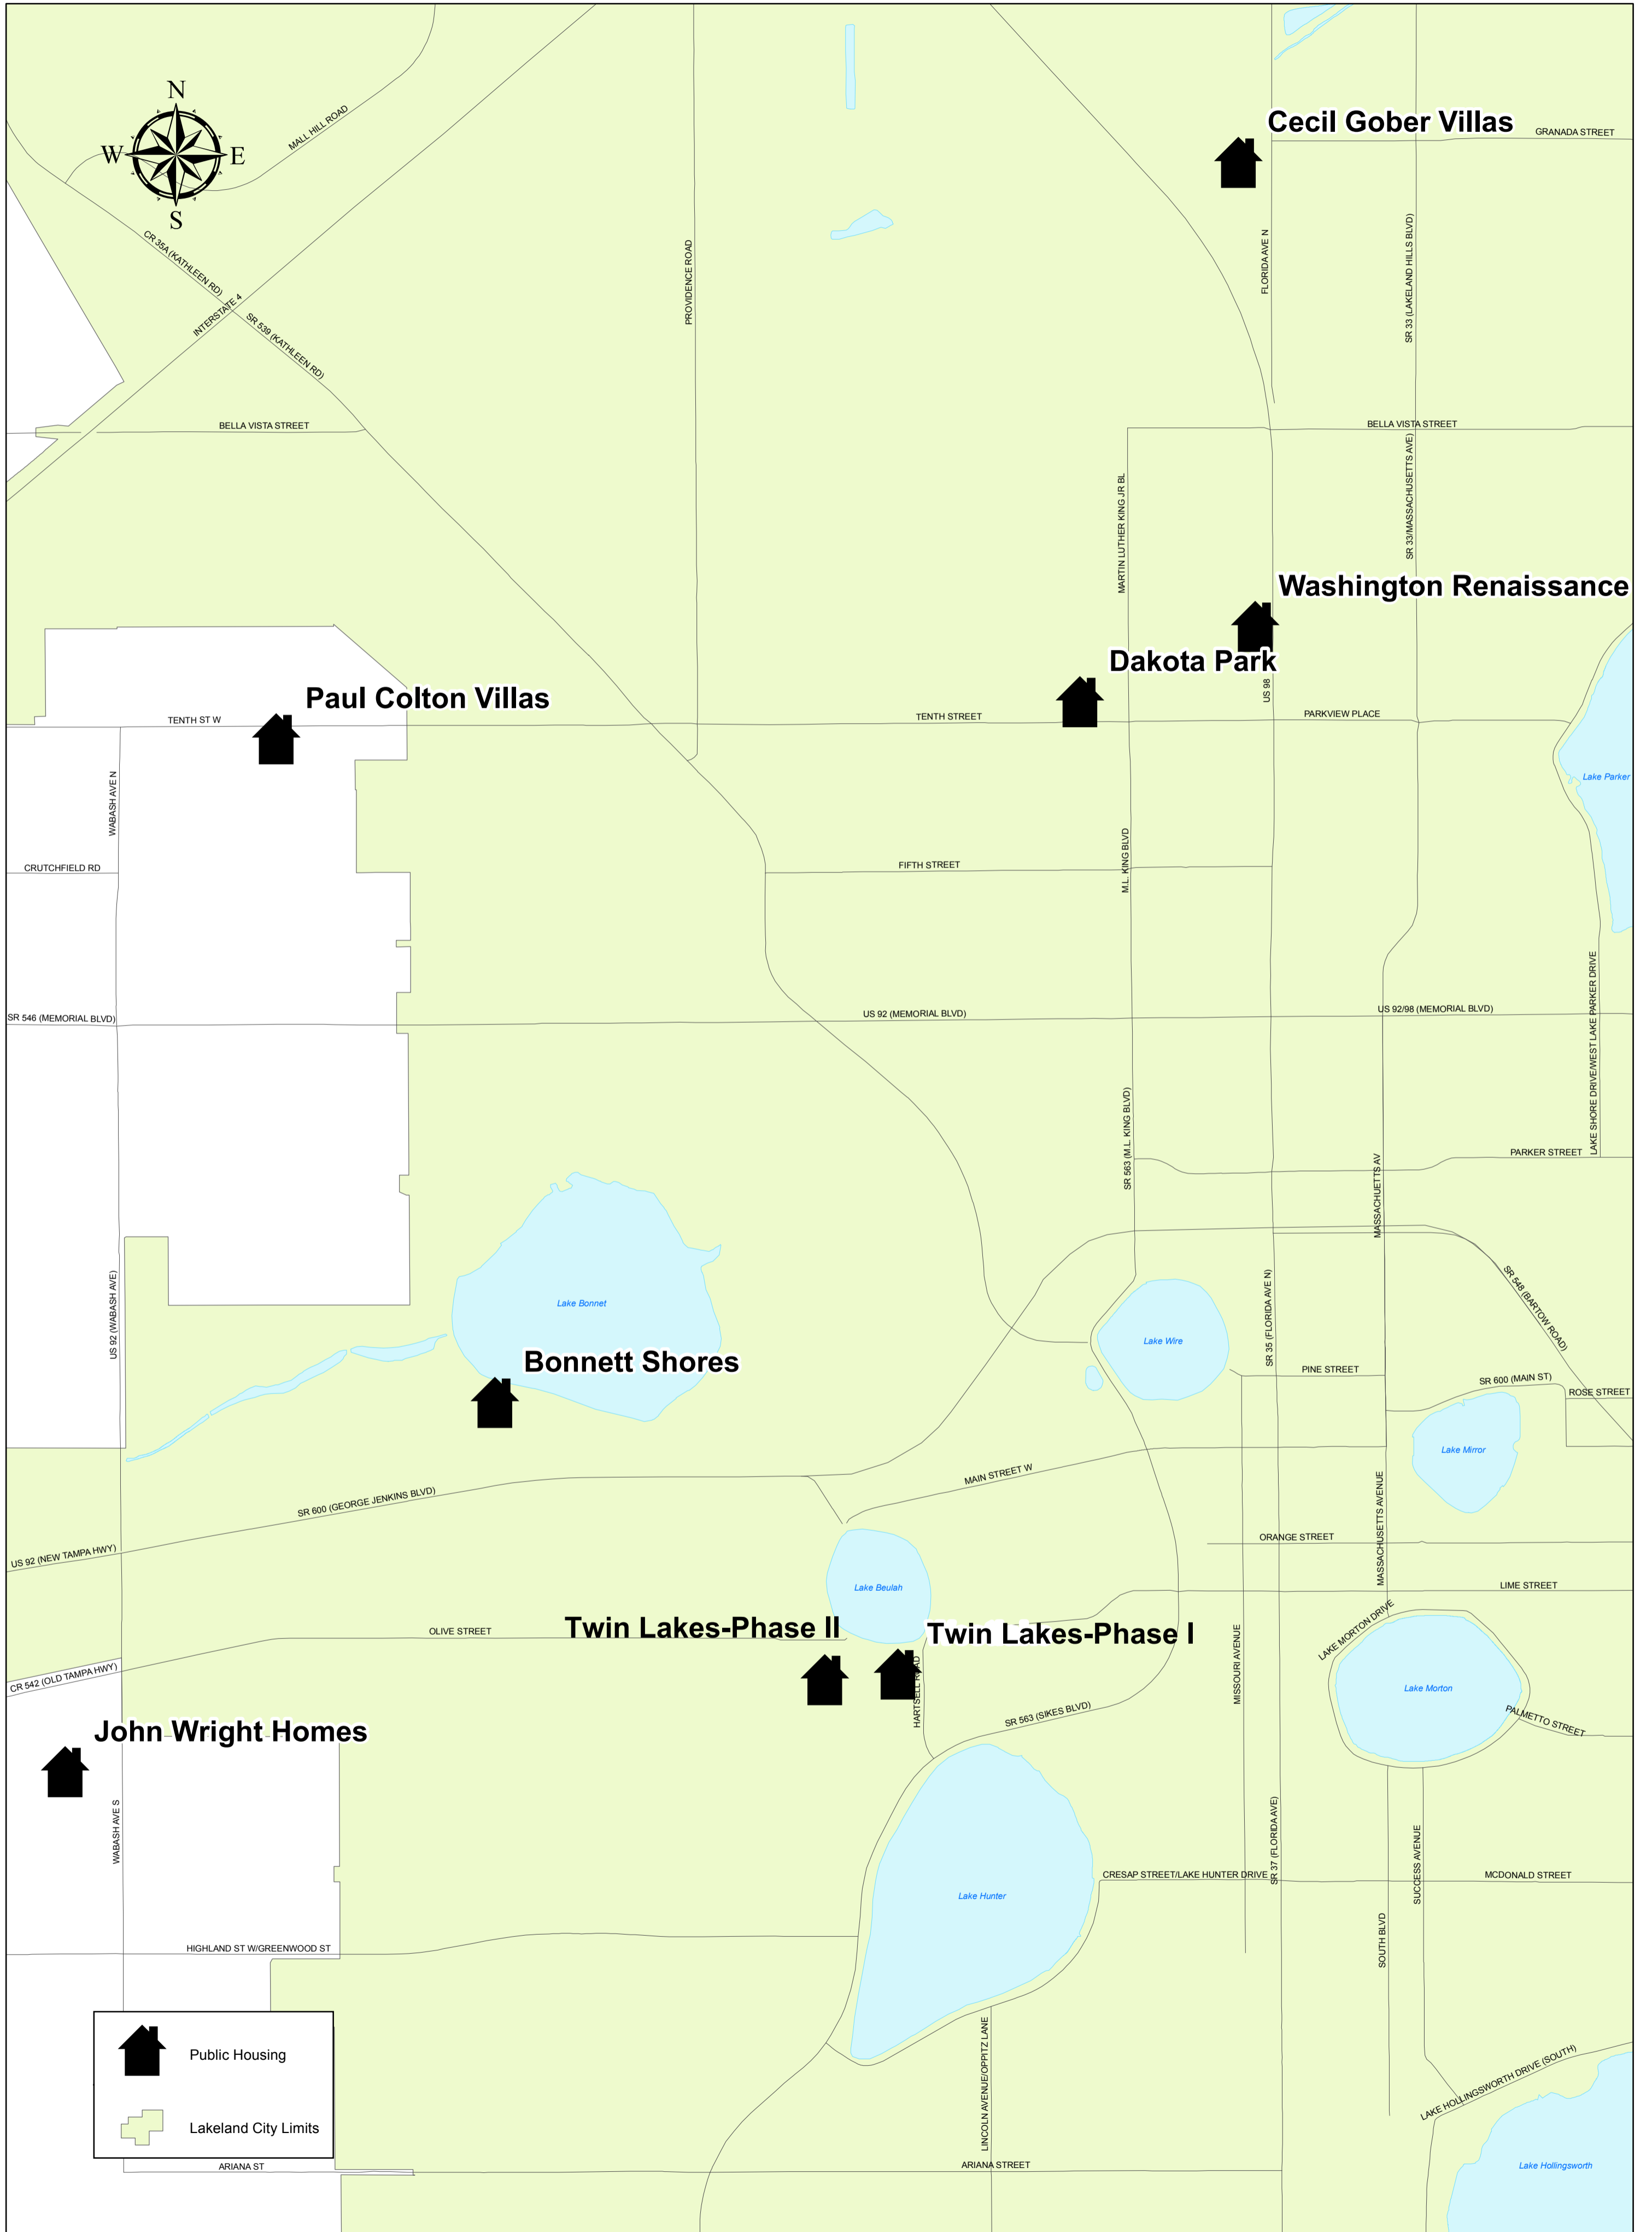 N
W
E
S
MALL HILL ROAD
CR 35A (KATHLEEN RD)
INTERSTATE 4
SR 539 (KATHLEEN RD)
PROVIDENCE ROAD
Cecil Gober Villas
GRANADA STREET
FLORIDA AVE N
SR 33 (LAKELAND HILLS BLVD)
BELLA VISTA STREET
BELLA VISTA STREET
MARTIN LUTHER KING JR BL
SR 33/MASSACHUSETTS AVE)
Washington Renaissance
Dakota Park
US 98
Paul Colton Villas
TENTH ST W
TENTH STREET
PARKVIEW PLACE
Lake Parker
WABASH AVE N
CRUTCHFIELD RD
FIFTH STREET
M.L. KING BLVD
LAKE SHORE DRIVE/WEST LAKE PARKER DRIVE
SR 546 (MEMORIAL BLVD)
US 92 (MEMORIAL BLVD)
US 92/98 (MEMORIAL BLVD)
SR 563 (M.L. KING BLVD)
PARKER STREET
MASSACHUETTS AV
US 92 (WABASH AVE)
Lake Bonnet
SR 35 (FLORIDA AVE N)
SR 548 (BARTOW ROAD)
Lake Wire
Bonnett Shores
PINE STREET
SR 600 (MAIN ST)
ROSE STREET
Lake Mirror
MAIN STREET W
SR 600 (GEORGE JENKINS BLVD)
US 92 (NEW TAMPA HWY)
MASSACHUSETTS AVENUE
ORANGE STREET
Lake Beulah
LIME STREET
OLIVE STREET
Twin Lakes-Phase II
Twin Lakes-Phase I
LAKE MORTON DRIVE
MISSOURI AVENUE
CR 542 (OLD TAMPA HWY)
HARTSELL ROAD
Lake Morton
SR 563 (SIKES BLVD)
PALMETTO STREET
John Wright Homes
WABASH AVE S
SR 37 (FLORIDA AVE)
CRESAP STREET/LAKE HUNTER DRIVE
MCDONALD STREET
SUCCESS AVENUE
Lake Hunter
SOUTH BLVD
HIGHLAND ST W/GREENWOOD ST
Public Housing
LINCOLN AVENUE/OPPITZ LANE
LAKE HOLLINGSWORTH DRIVE (SOUTH)
Lakeland City Limits
ARIANA ST
ARIANA STREET
Lake Hollingsworth